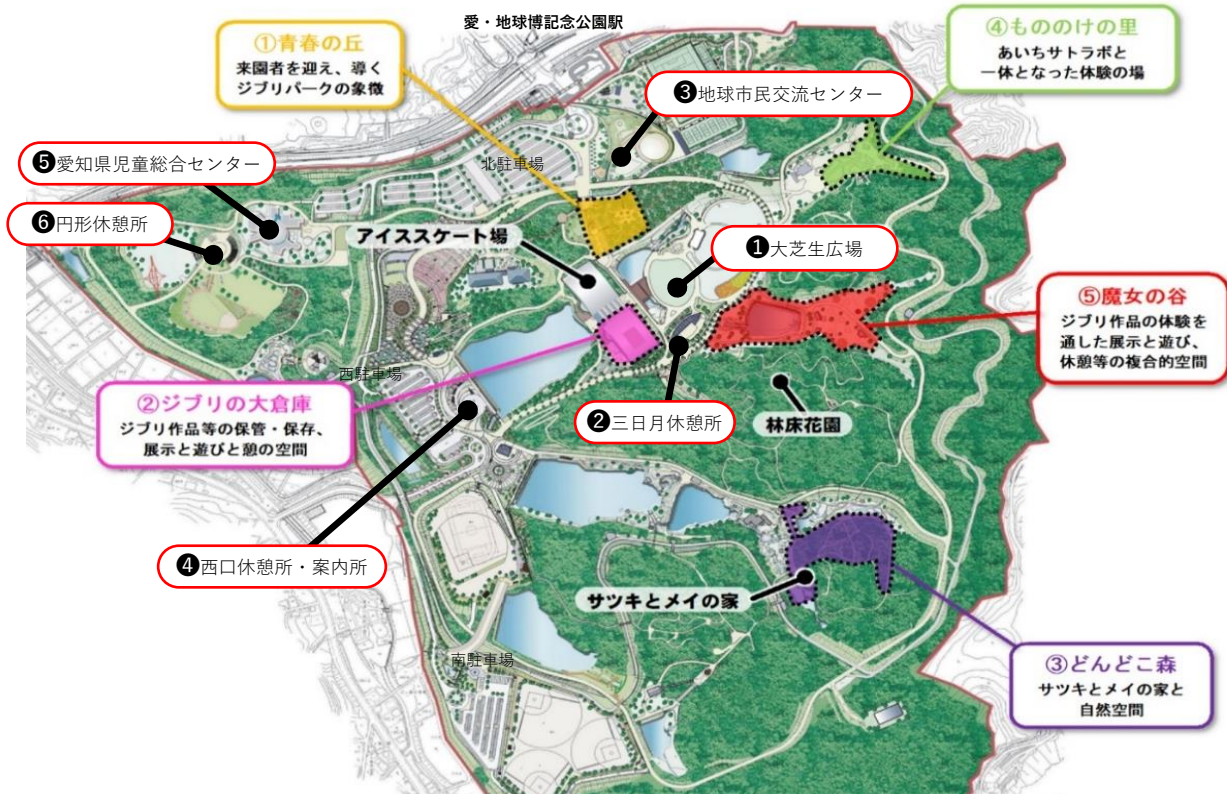 愛・地球博記念公園駅
①青春の丘
来園者を迎え、導く
ジブリパークの象徴
④もののけの里
あいちサトラボと
一体となった体験の場
❸地球市民交流センター
❺愛知県児童総合センター
北駐車場
❻円形休憩所
アイススケート場
❶大芝生広場
⑤魔女の谷
ジブリ作品の体験を
通した展示と遊び、
休憩等の複合的空間
西駐車場
②ジブリの大倉庫
ジブリ作品等の保管・保存、
展示と遊びと憩の空間
❷三日月休憩所
林床花園
❹西口休憩所・案内所
サツキとメイの家
南駐車場
③どんどこ森
サツキとメイの家と
自然空間